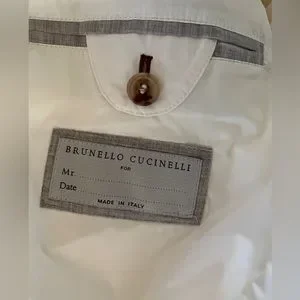 BRUNELLO CUCINELLI
FOR
Mr.
Date
MADE IN ITALY